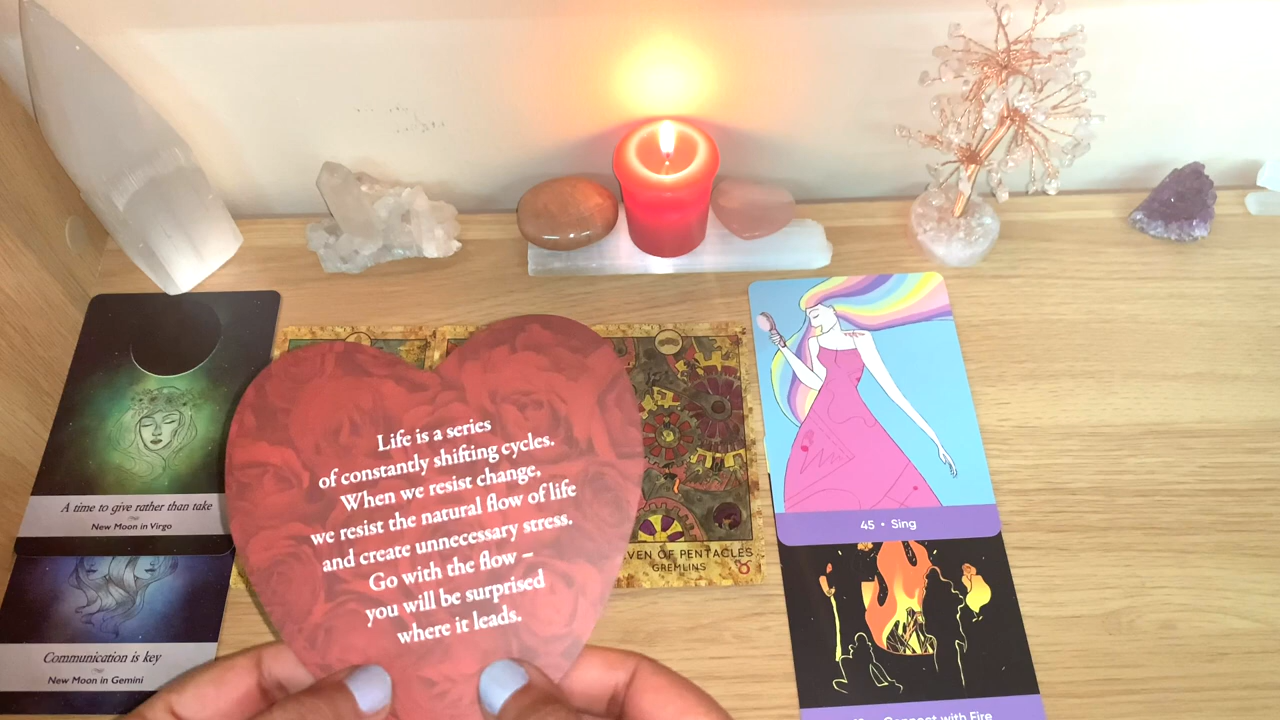 A time to give rather than take
New Moon in Virgo
Communication is key
New Moon in Gemini
Life is a series
of constantly shifting cycles.
When we resist change,
we resist the natural flow of life
and create unnecessary stress.
Go with the flow –
you will be surprised
where it leads.
VEN OF PENTACLES
GREMLINS
45 • Sing
Connect with Fire